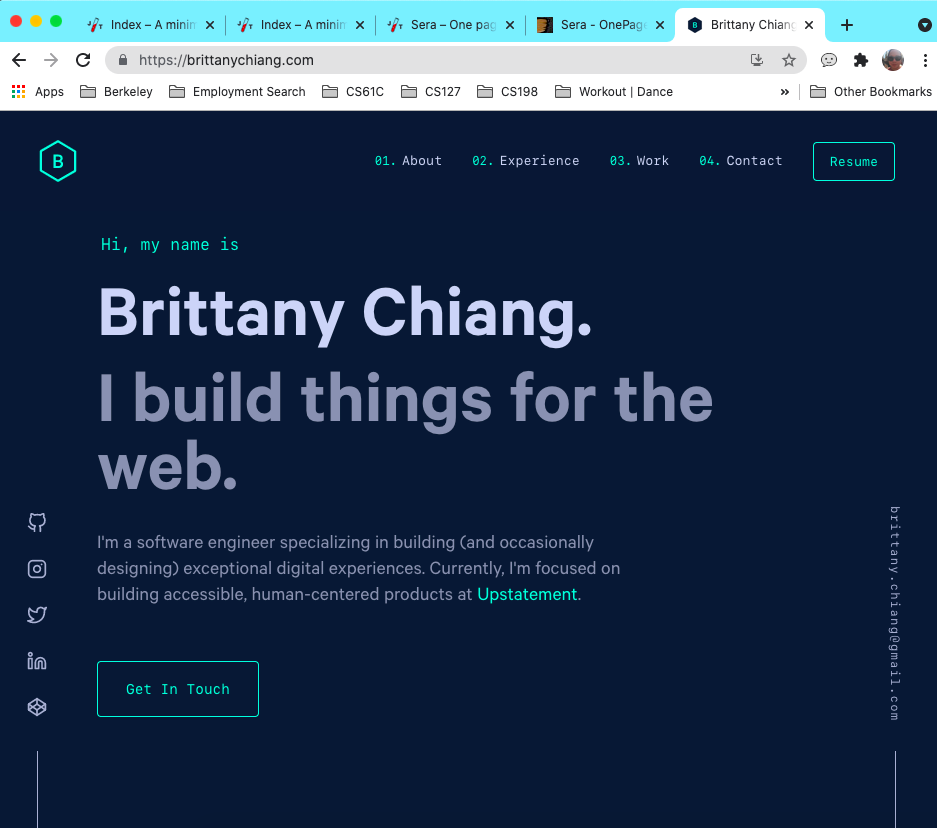 Index – A minim
Index – A minim
Sera – One pag
Sera - OnePage
Brittany Chiang
https://brittanychiang.com
Apps
Berkeley
Employment Search
CS61C
CS127
CS198
Workout | Dance
»
Other Bookmarks
B
01. About
02. Experience
03. Work
04. Contact
Resume
Hi, my name is
Brittany Chiang.
I build things for the
web.
I'm a software engineer specializing in building (and occasionally
designing) exceptional digital experiences. Currently, I'm focused on
building accessible, human-centered products at Upstatement.
Get In Touch
brittany.chiang@gmail.com